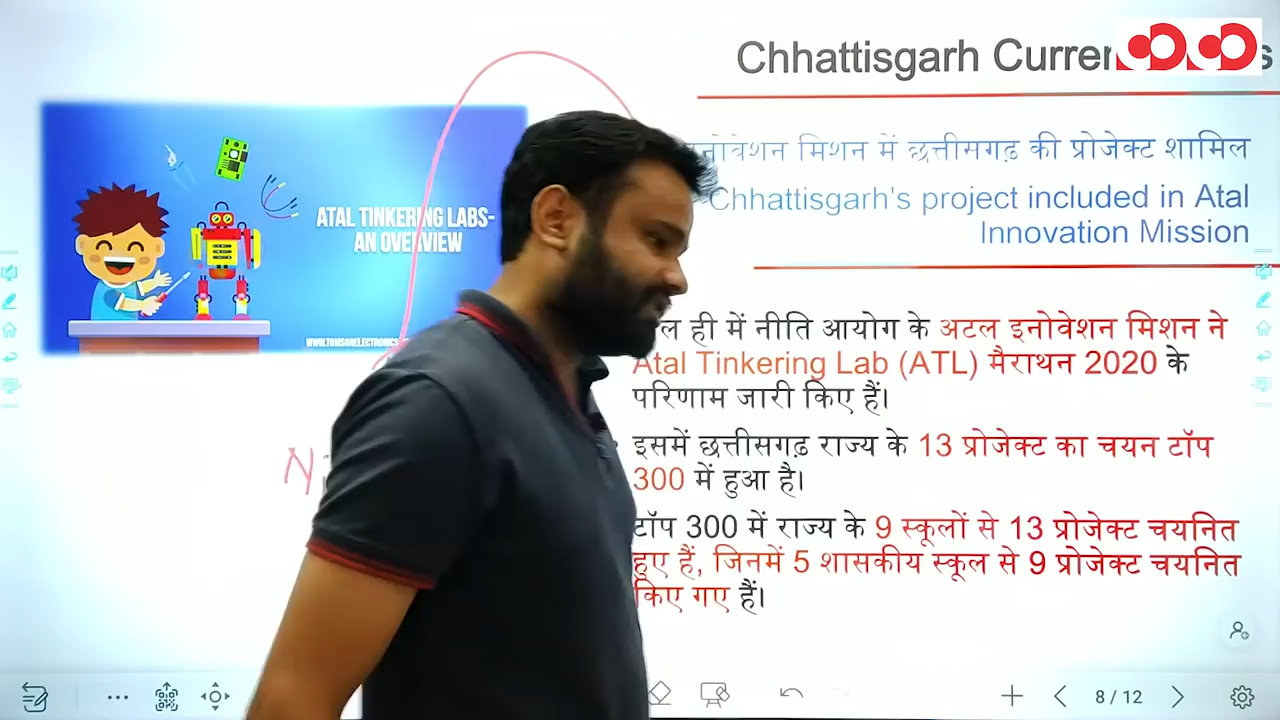 Chhattisgarh
इनोवेशन मिशन में छत्तीसगढ़ की प्रोजेक्ट शामिल
Chhattisgarh's project included in Atal
Innovation Mission
ATAL TINKERING LABS-
AN OVERVIEW
ही में नीति आयोग के अटल इनोवेशन मिशन ने
Atal Tinkering Lab (ATL) मैराथन 2020 के
परिणाम जारी किए हैं।
इसमें छत्तीसगढ़ राज्य के 13 प्रोजेक्ट का चयन टॉप
300 में हुआ है।
टॉप 300 में राज्य के 9 स्कूलों से 13 प्रोजेक्ट चयनित
हुए हैं, जिनमें 5 शासकीय स्कूल से 9 प्रोजेक्ट चयनित
किए गए हैं।
8 / 12